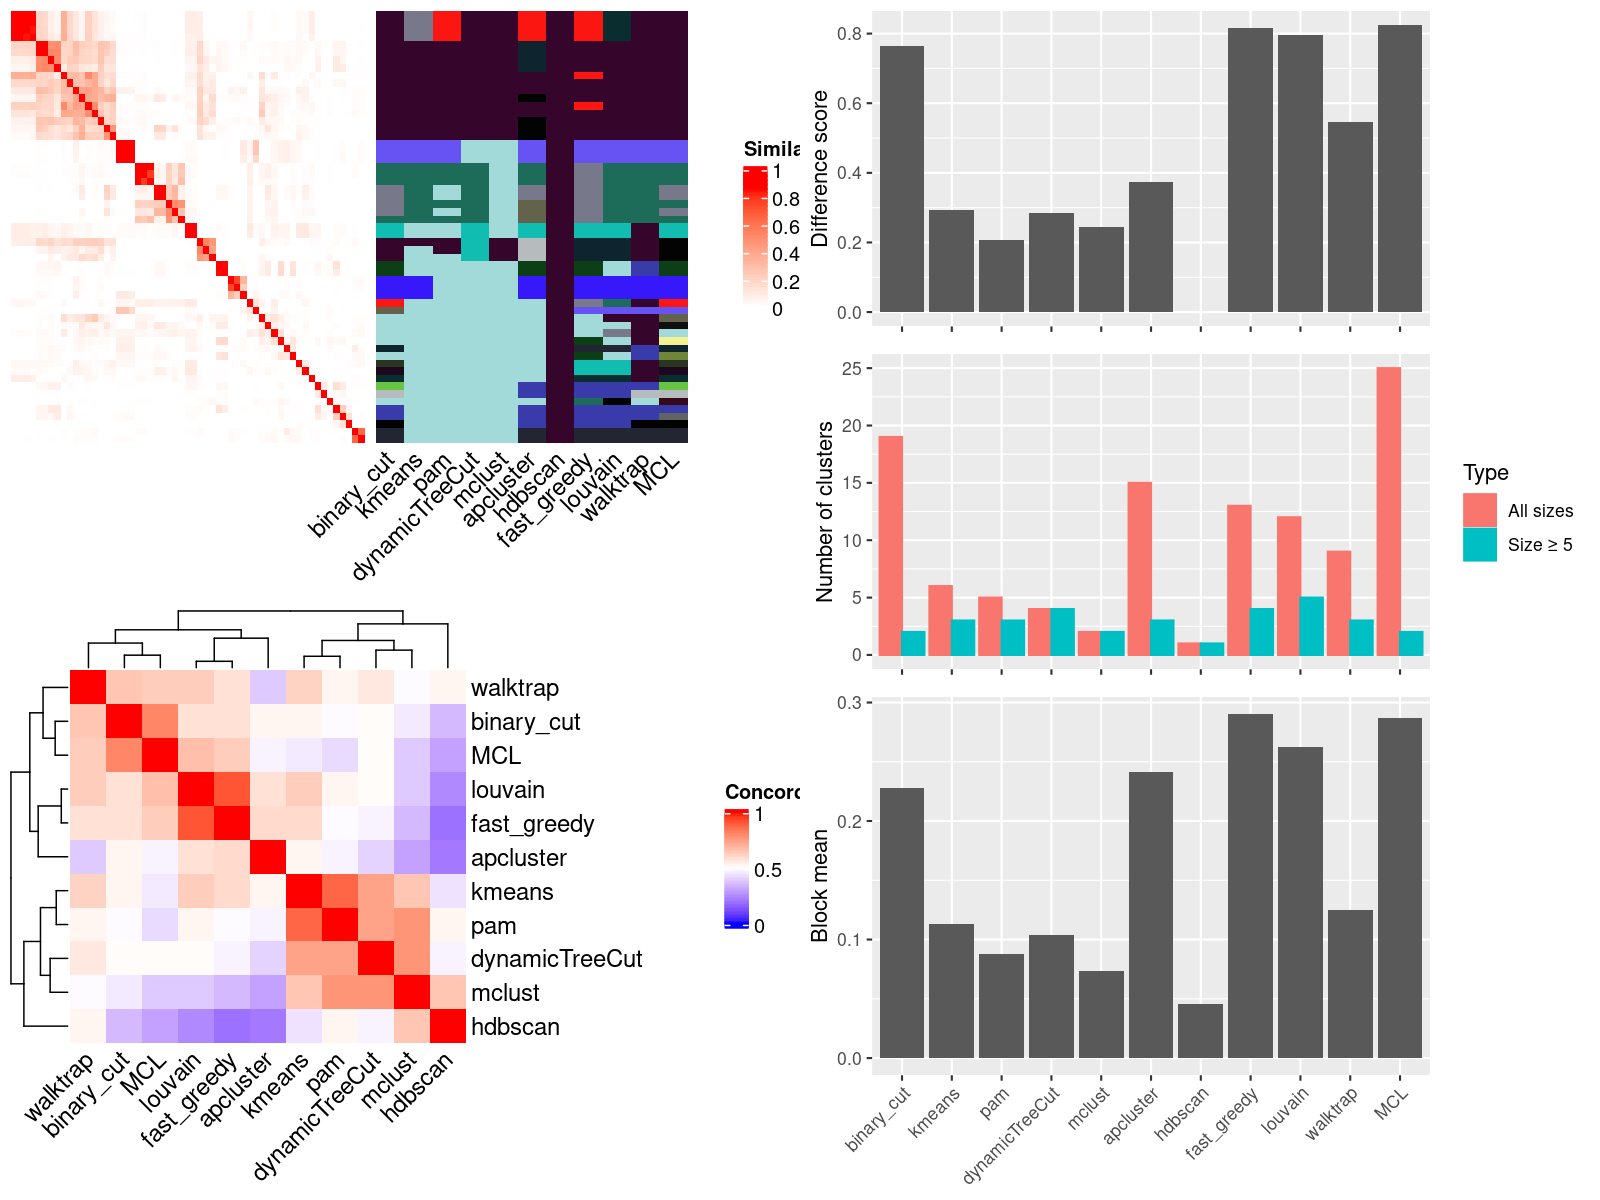 Simila
1
0.8
0.6
0.4
0.2
0
binary_cut
kmeans
pam
dynamicTreeCut
mclust
apcluster
hdbscan
fast_greedy
louvain
walktrap
MCL
walktrap
binary_cut
MCL
louvain
fast_greedy
apcluster
kmeans
pam
dynamicTreeCut
mclust
hdbscan
walktrap
binary_cut
MCL
louvain
fast_greedy
apcluster
kmeans
pam
dynamicTreeCut
mclust
hdbscan
Concord
1
0.5
0
Difference score
0.8
0.6
0.4
0.2
0.0
Number of clusters
25
20
15
10
5
0
Type
All sizes
Size ≥ 5
Block mean
0.3
0.2
0.1
0.0
binary_cut
kmeans
pam
dynamicTreeCut
mclust
apcluster
hdbscan
fast_greedy
louvain
walktrap
MCL